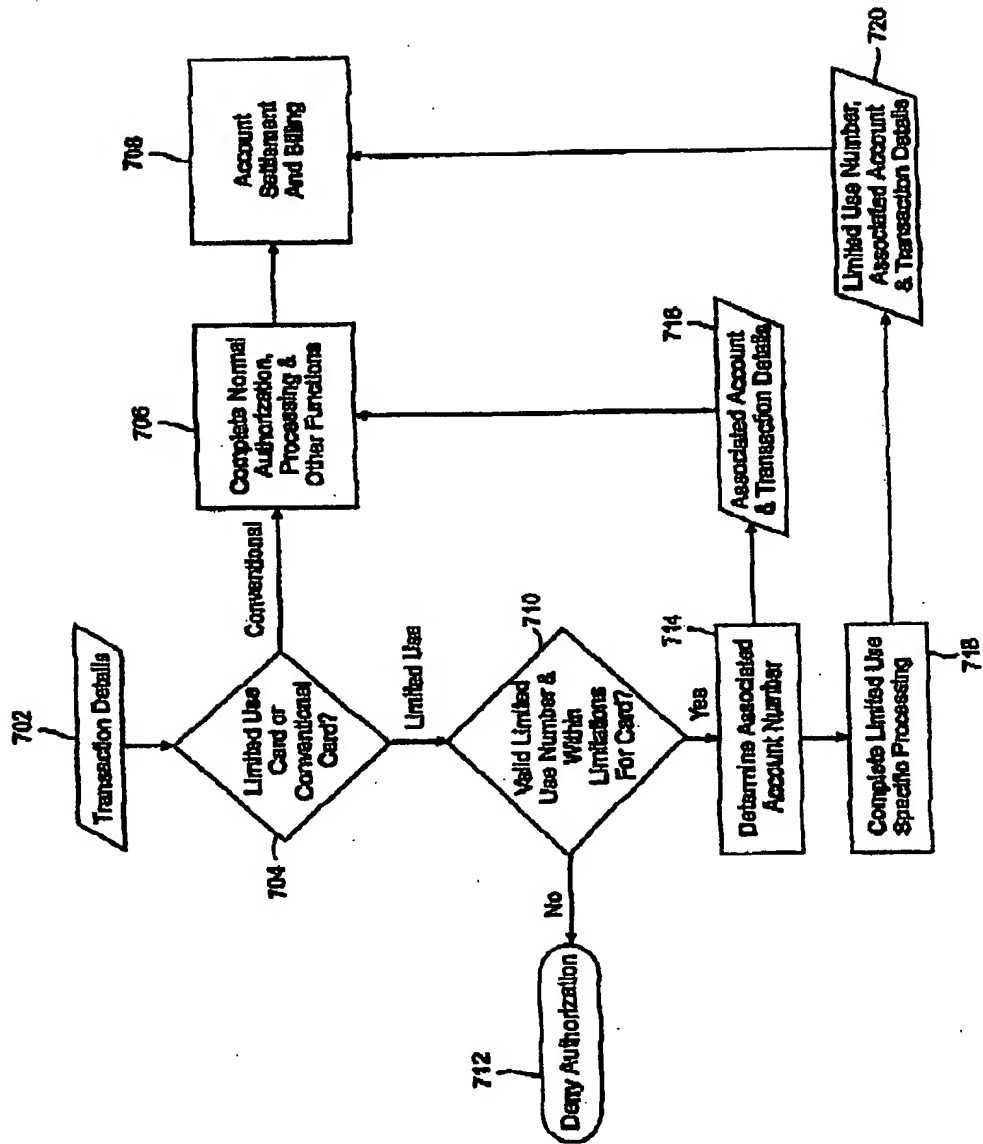 702
Transaction Details
704
Limited Use
Card or
Conventional
Card?
Conventional
706
Complete Normal
Authorization,
Processing &
Other Functions
708
Account
Settlement
And Billing
Limited Use
710
Valid Limited
Use Number &
Within
Limitations
For Card?
No
712
Deny Authorization
Yes
714
Determine Associated
Account Number
716
Associated Account
& Transaction Details
Complete Limited Use
Specific Processing
718
720
Limited Use Number,
Associated Account
& Transaction Details